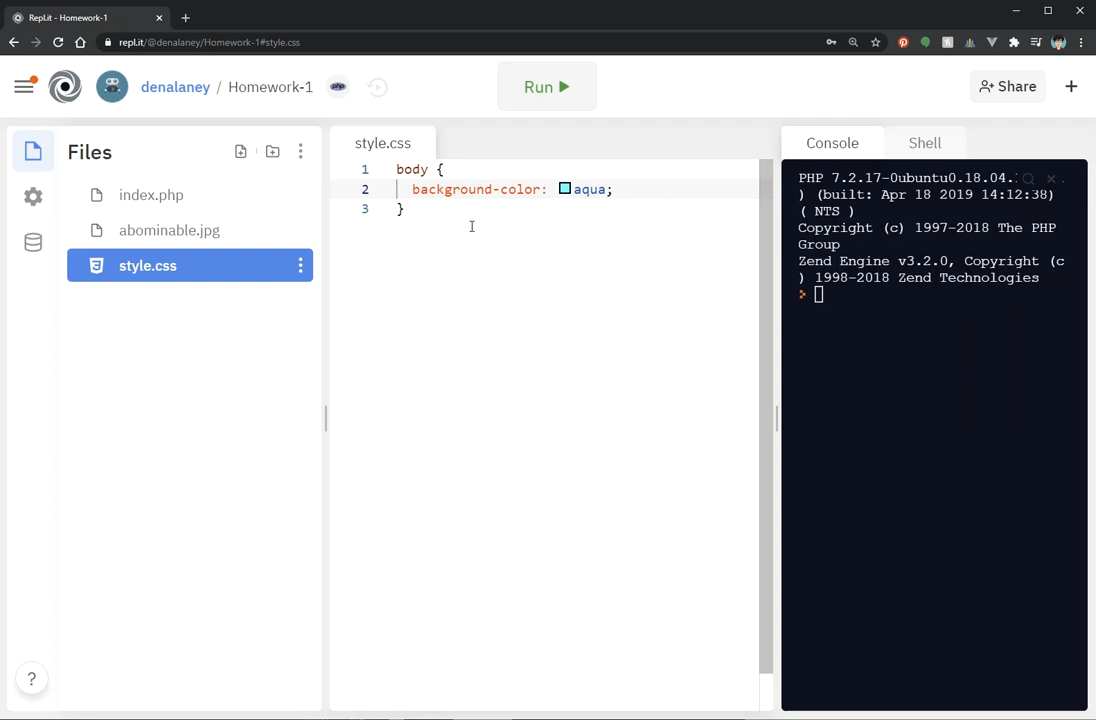 Repl.it - Homework-1
repl.it/@denalaney/Homework-1#style.css
denalaney / Homework-1
php
Run
Share
Files
index.php
abominable.jpg
style.css
style.css
1 body {
2 background-color: aqua;
3 }
Console
Shell
PHP 7.2.17-0ubuntu0.18.04.
) (built: Apr 18 2019 14:12:38)
( NTS )
Copyright (c) 1997-2018 The PHP
Group
Zend Engine v3.2.0, Copyright (c
) 1998-2018 Zend Technologies
?